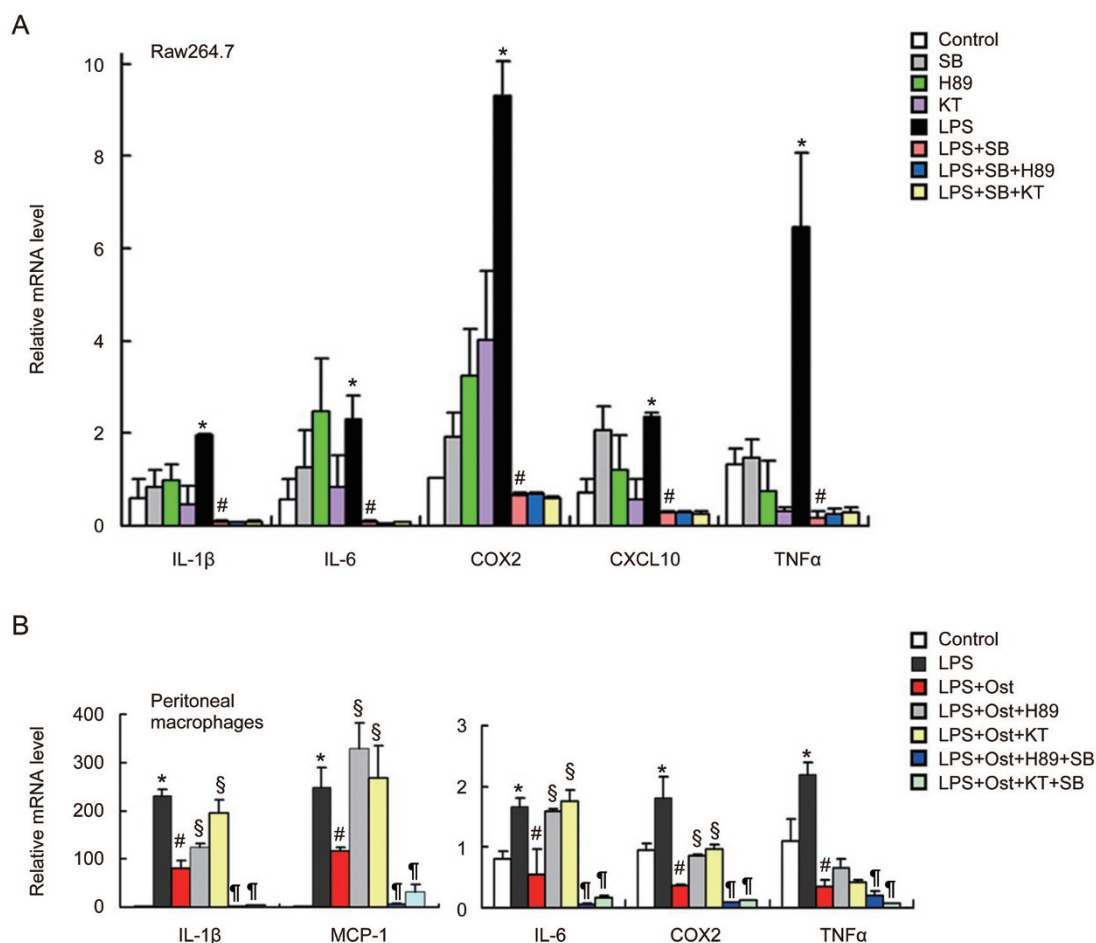 A
Raw264.7
Relative mRNA level
10
8
6
4
2
0
*
#
*
#
*
#
*
#
*
#
IL-1β
IL-6
COX2
CXCL10
TNFα
Control
SB
H89
KT
LPS
LPS+SB
LPS+SB+H89
LPS+SB+KT
B
Peritoneal
macrophages
Relative mRNA level
400
300
200
100
0
*
#
§
§
¶
¶
*
#
§
§
¶
¶
IL-1β
MCP-1
3
2
1
0
*
#
§
§
¶
¶
*
#
§
§
¶
¶
*
#
¶
¶
IL-6
COX2
TNFα
Control
LPS
LPS+Ost
LPS+Ost+H89
LPS+Ost+KT
LPS+Ost+H89+SB
LPS+Ost+KT+SB